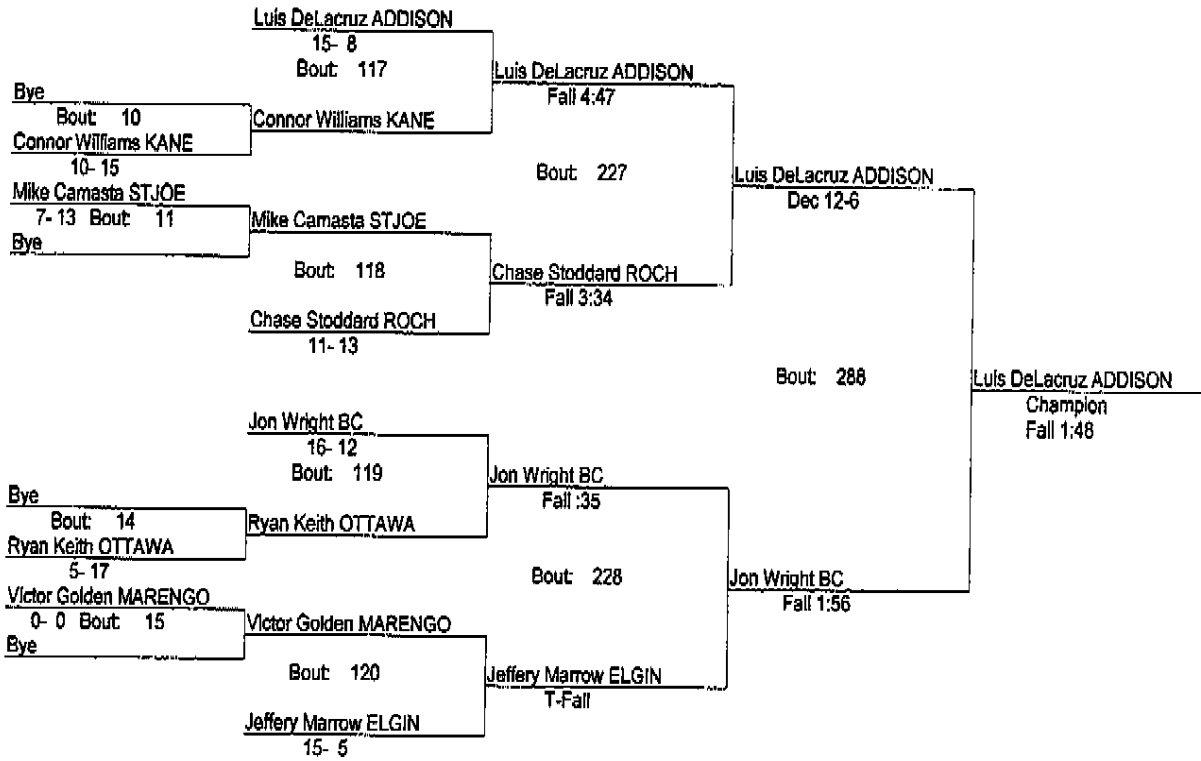 Luis DeLacruz ADDISON
15- 8
Bout: 117
Luis DeLacruz ADDISON
Fall 4:47
Bye
Bout: 10
Connor Williams KANE
Connor Williams KANE
10- 15
Bout: 227
Luis DeLacruz ADDISON
Dec 12-6
Mike Camasta STJOE
7- 13 Bout: 11
Mike Camasta STJOE
Bye
Bout: 118
Chase Stoddard ROCH
Fall 3:34
Chase Stoddard ROCH
11- 13
Bout: 288
Luis DeLacruz ADDISON
Champion
Fall 1:48
Jon Wright BC
16- 12
Bout: 119
Jon Wright BC
Fall :35
Bye
Bout: 14
Ryan Keith OTTAWA
Ryan Keith OTTAWA
5- 17
Bout: 228
Jon Wright BC
Fall 1:56
Victor Golden MARENGO
0- 0 Bout: 15
Victor Golden MARENGO
Bye
Bout: 120
Jeffery Marrow ELGIN
T-Fall
Jeffery Marrow ELGIN
15- 5